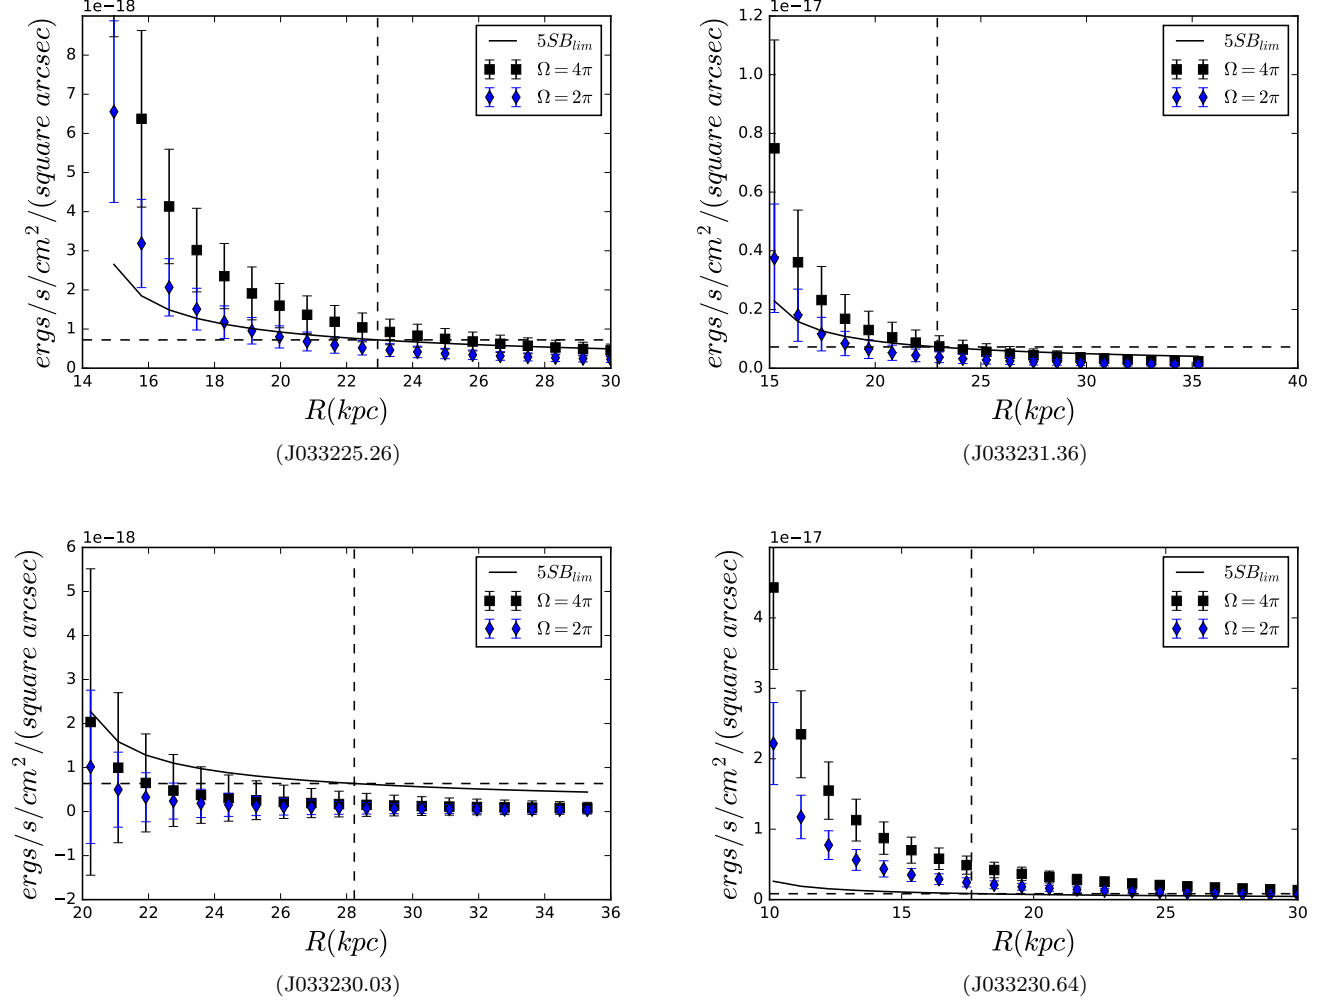 1e−18
ergs/s/cm²/(square arcsec)
8
7
6
5
4
3
2
1
0
14 16 18 20 22 24 26 28 30
R(kpc)
5SB_lim
Ω=4π
Ω=2π
(J033225.26)
1e−17
ergs/s/cm²/(square arcsec)
1.2
1.0
0.8
0.6
0.4
0.2
0.0
15 20 25 30 35 40
R(kpc)
5SB_lim
Ω=4π
Ω=2π
(J033231.36)
1e−18
ergs/s/cm²/(square arcsec)
6
5
4
3
2
1
0
−1
−2
20 22 24 26 28 30 32 34 36
R(kpc)
5SB_lim
Ω=4π
Ω=2π
(J033230.03)
1e−17
ergs/s/cm²/(square arcsec)
4
3
2
1
0
10 15 20 25 30
R(kpc)
5SB_lim
Ω=4π
Ω=2π
(J033230.64)